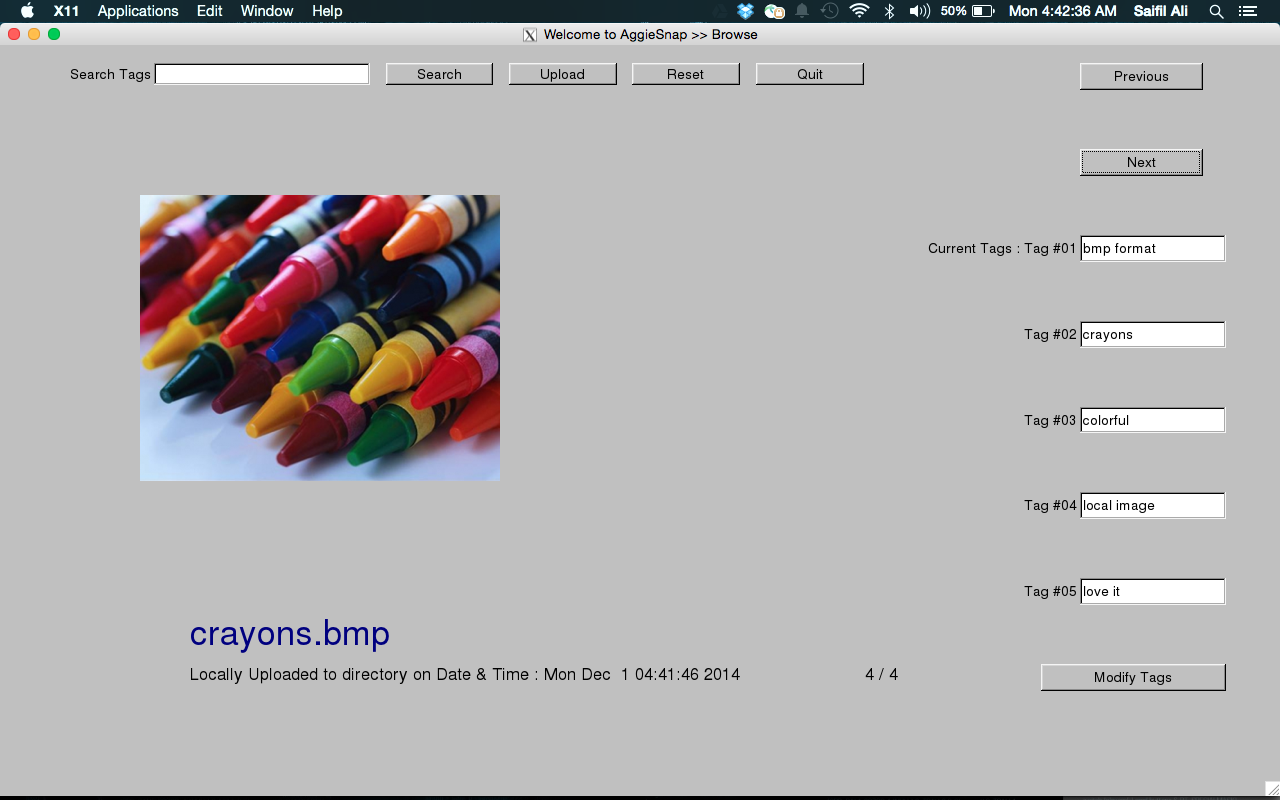 X11 Applications Edit Window Help 50% Mon 4:42:36 AM Saifil Ali
X Welcome to AggieSnap >> Browse
Search Tags Search Upload Reset Quit Previous
Next
Current Tags : Tag #01 bmp format
Tag #02 crayons
Tag #03 colorful
Tag #04 local image
Tag #05 love it
crayons.bmp
Locally Uploaded to directory on Date & Time : Mon Dec  1 04:41:46 2014 4 / 4 Modify Tags